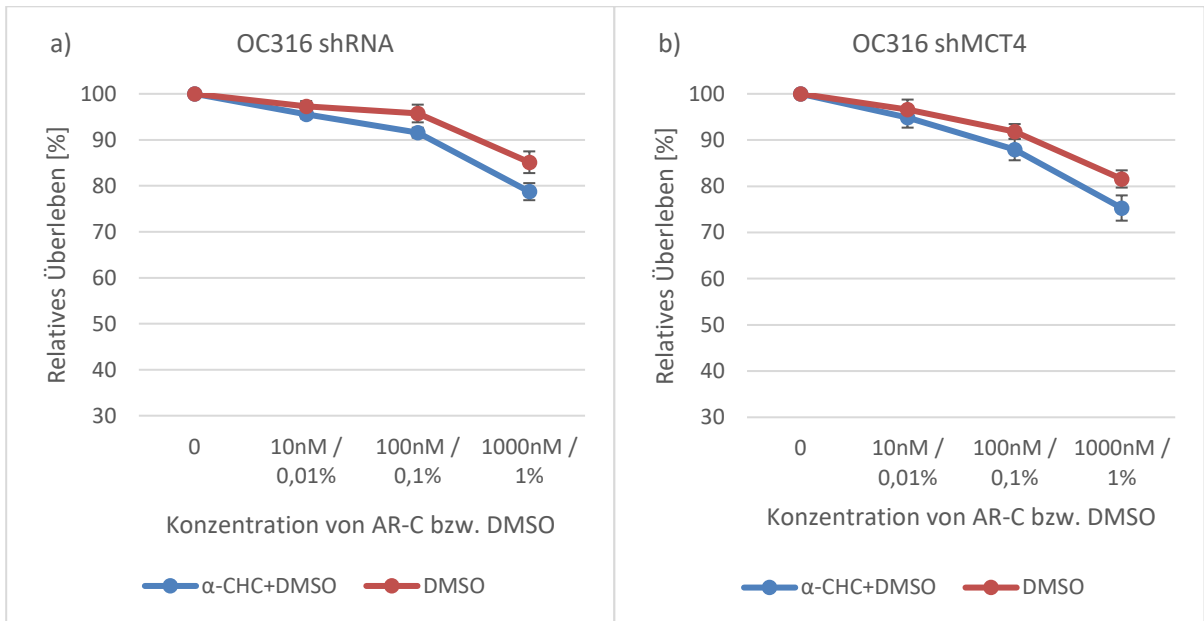 a) OC316 shRNA
Relatives Überleben [%]
100
90
80
70
60
50
40
30
0
10nM /
0,01%
100nM /
0,1%
1000nM /
1%
Konzentration von AR-C bzw. DMSO
α-CHC+DMSO DMSO
b) OC316 shMCT4
Relatives Überleben [%]
100
90
80
70
60
50
40
30
0
10nM /
0,01%
100nM /
0,1%
1000nM /
1%
Konzentration von AR-C bzw. DMSO
α-CHC+DMSO DMSO